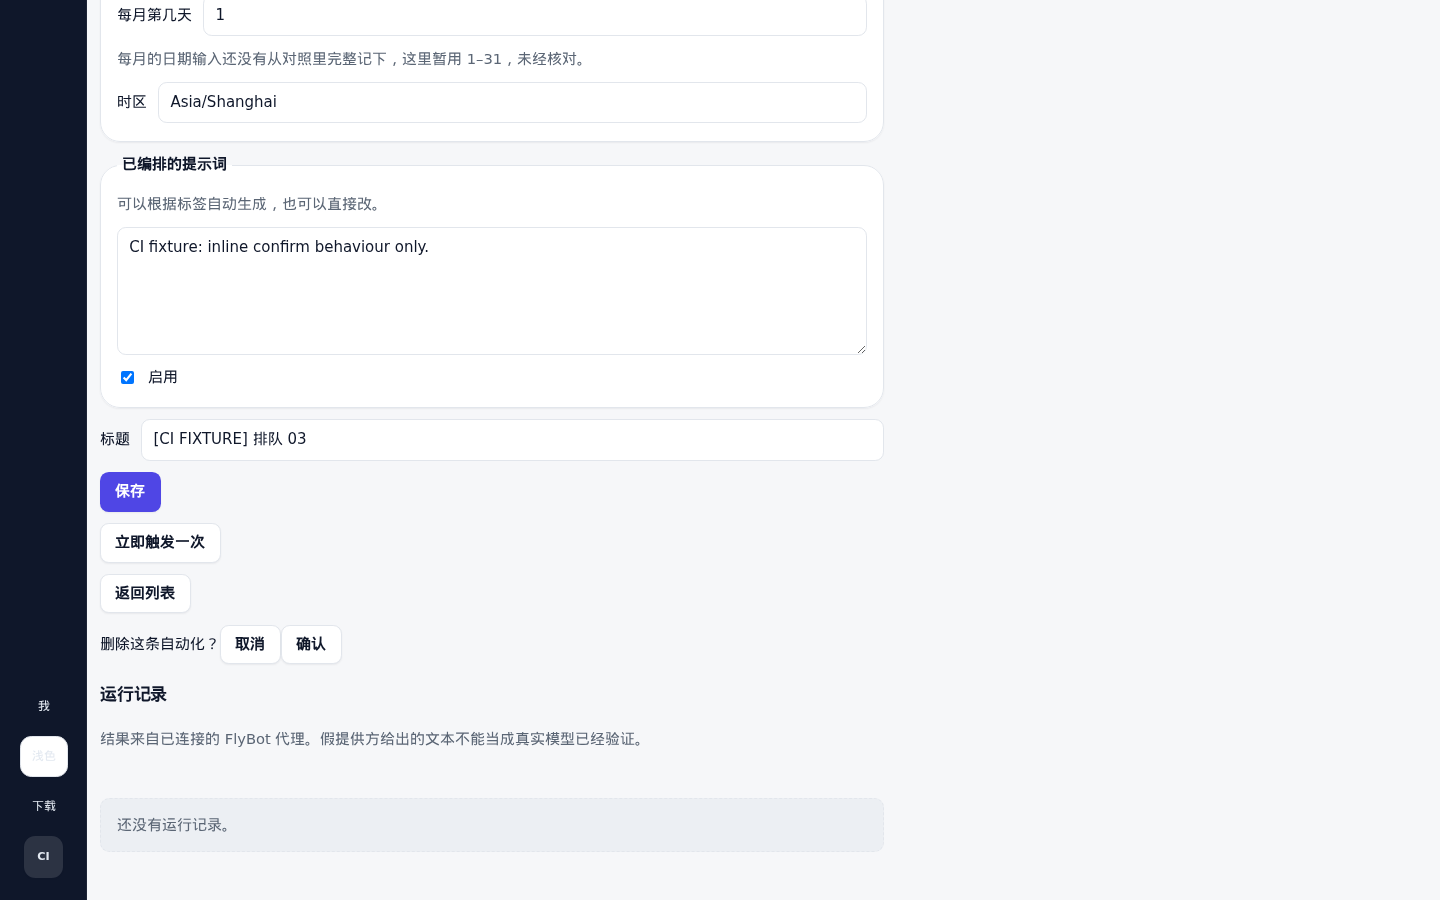 每月第几天
1
每月的日期输入还没有从对照里完整记下，这里暂用 1–31，未经核对。
时区
Asia/Shanghai
已编排的提示词
可以根据标签自动生成，也可以直接改。
CI fixture: inline confirm behaviour only.
启用
标题
[CI FIXTURE] 排队 03
保存
立即触发一次
返回列表
删除这条自动化？ 取消 确认
运行记录
结果来自已连接的 FlyBot 代理。假提供方给出的文本不能当成真实模型已经验证。
还没有运行记录。
我
浅色
下载
CI